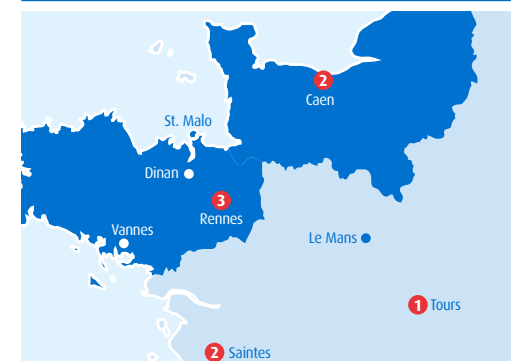 2
Caen
St. Malo
Dinan
3
Rennes
Vannes
Le Mans
1 Tours
2 Saintes